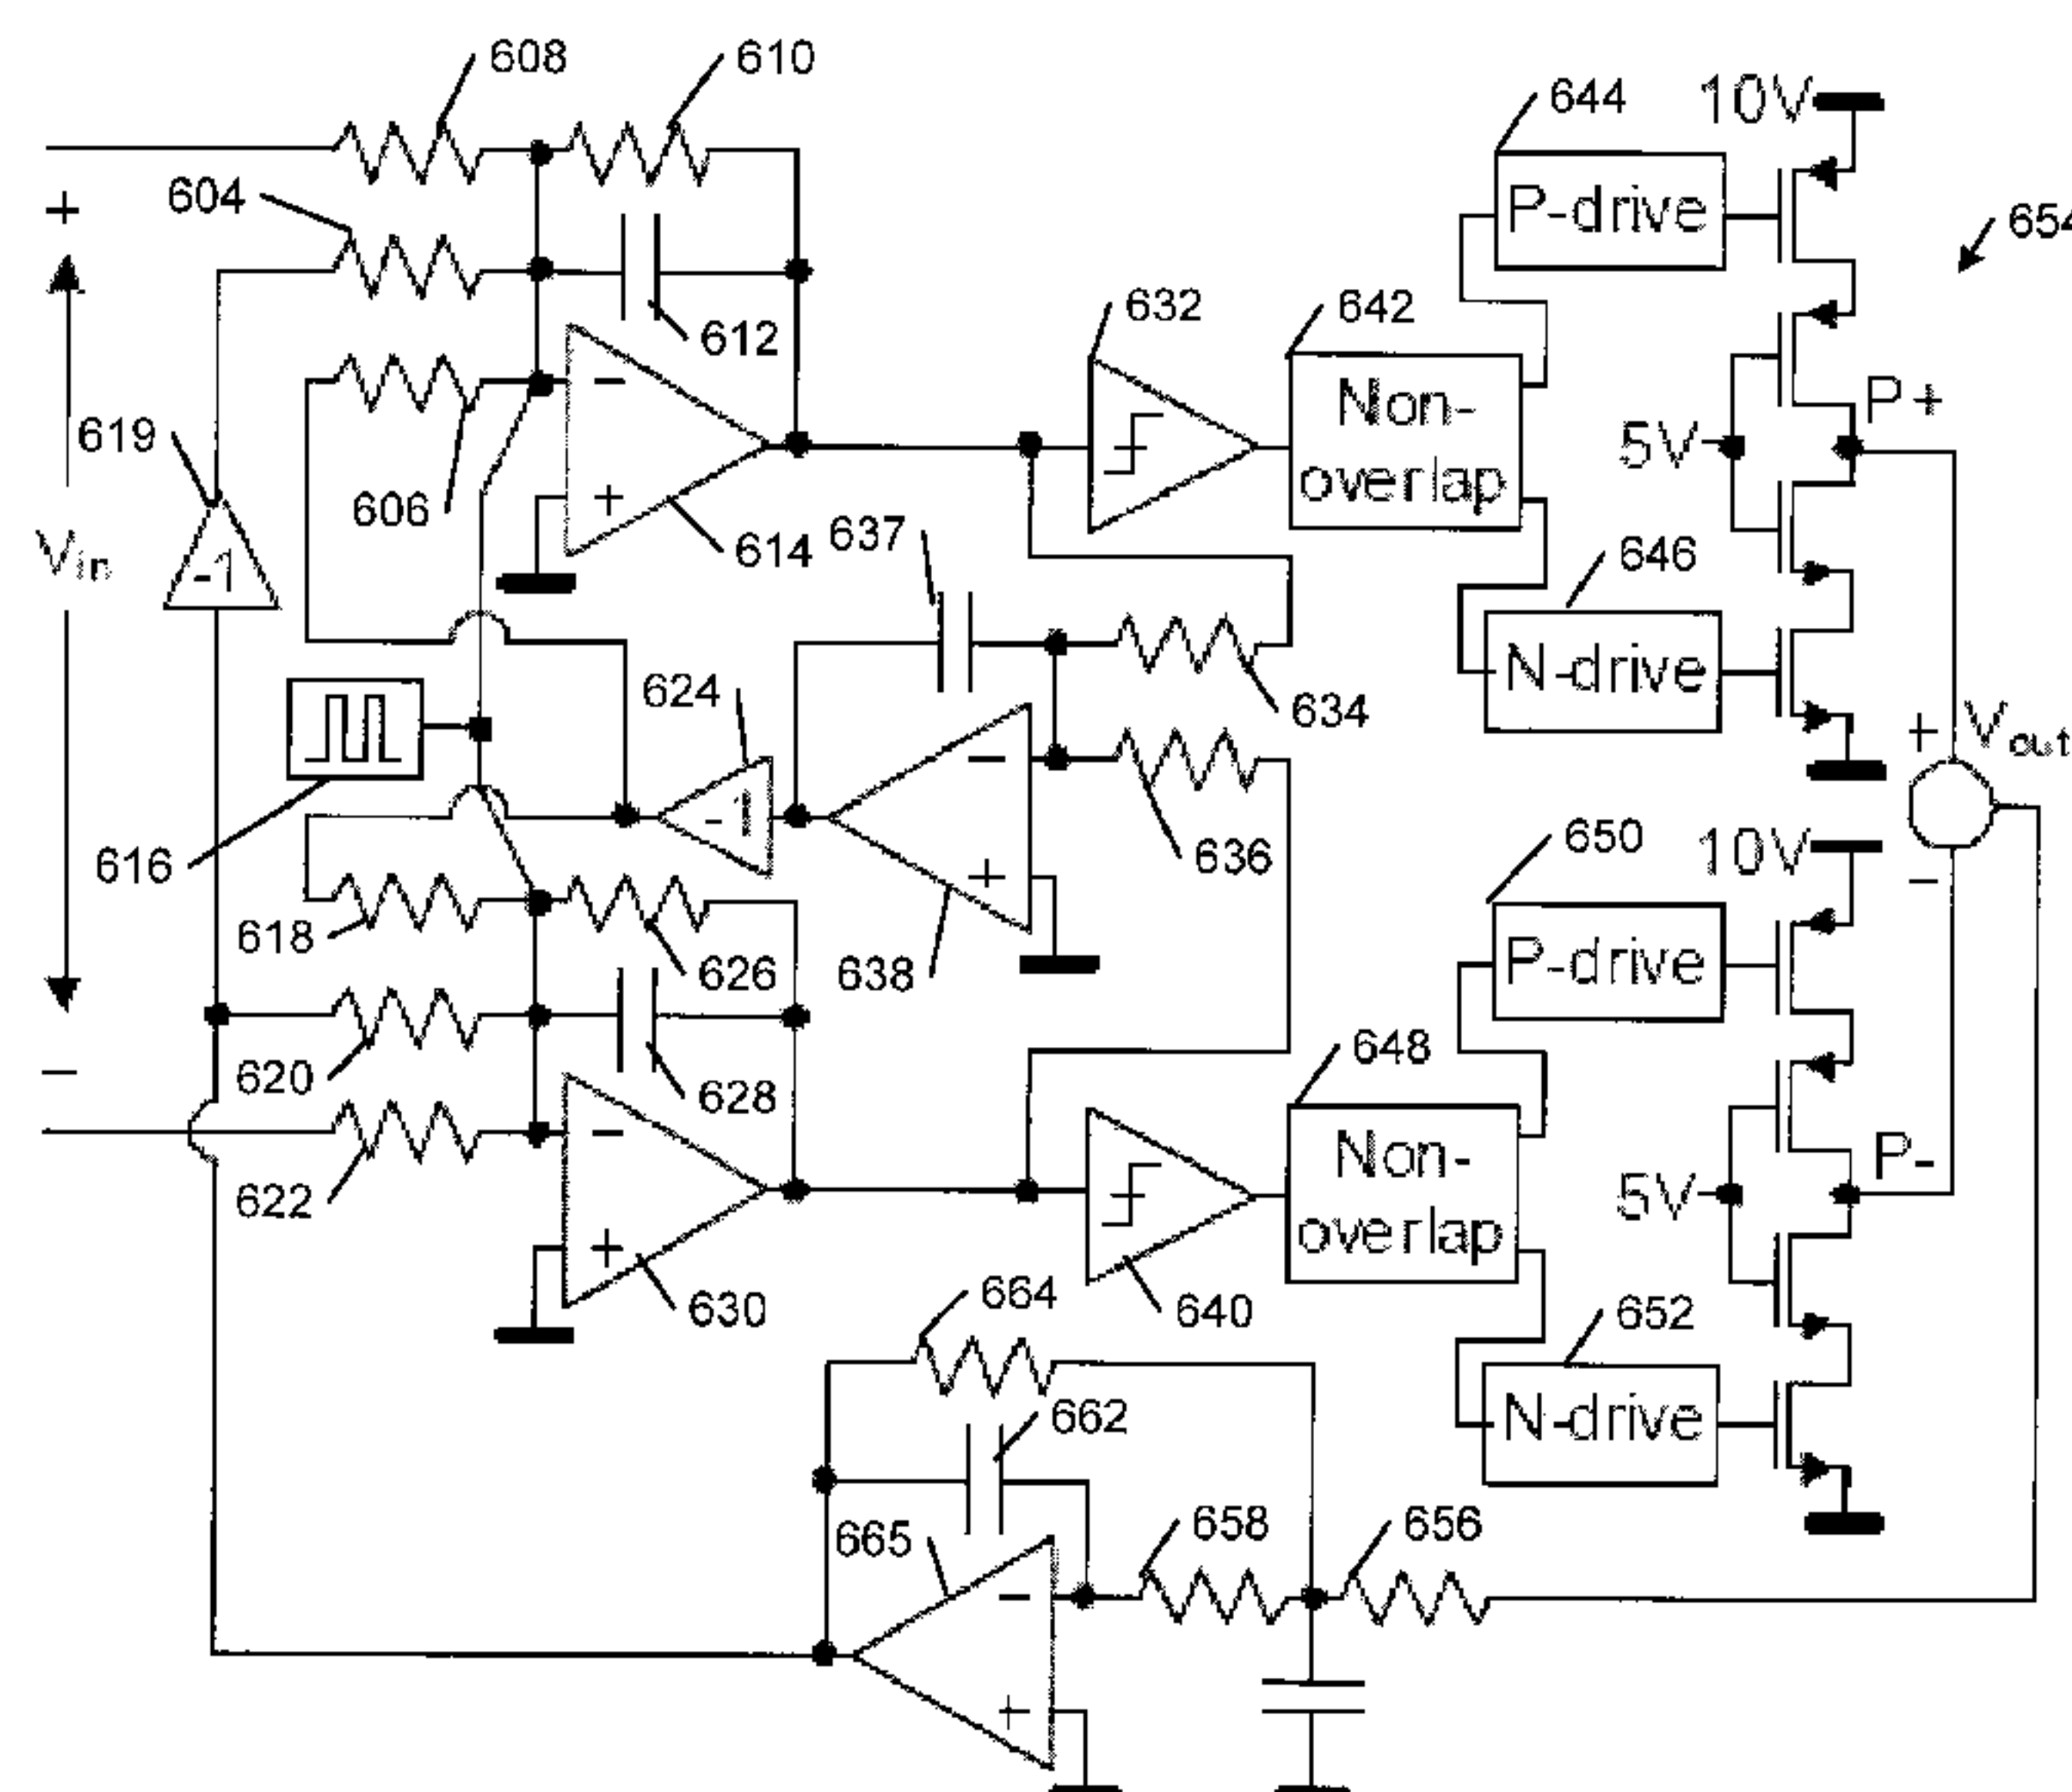 608
610
644
10V
604
P-drive
654
+
632
642
612
Non-
overlap
P+
619
5V
606
614
637
646
Vin
-1
N-drive
624
634
+
Vout
-1
616
636
650
10V
−
618
626
638
P-drive
620
628
648
−
Non-
overlap
P-
5V
622
630
664
640
652
662
N-drive
665
658
656